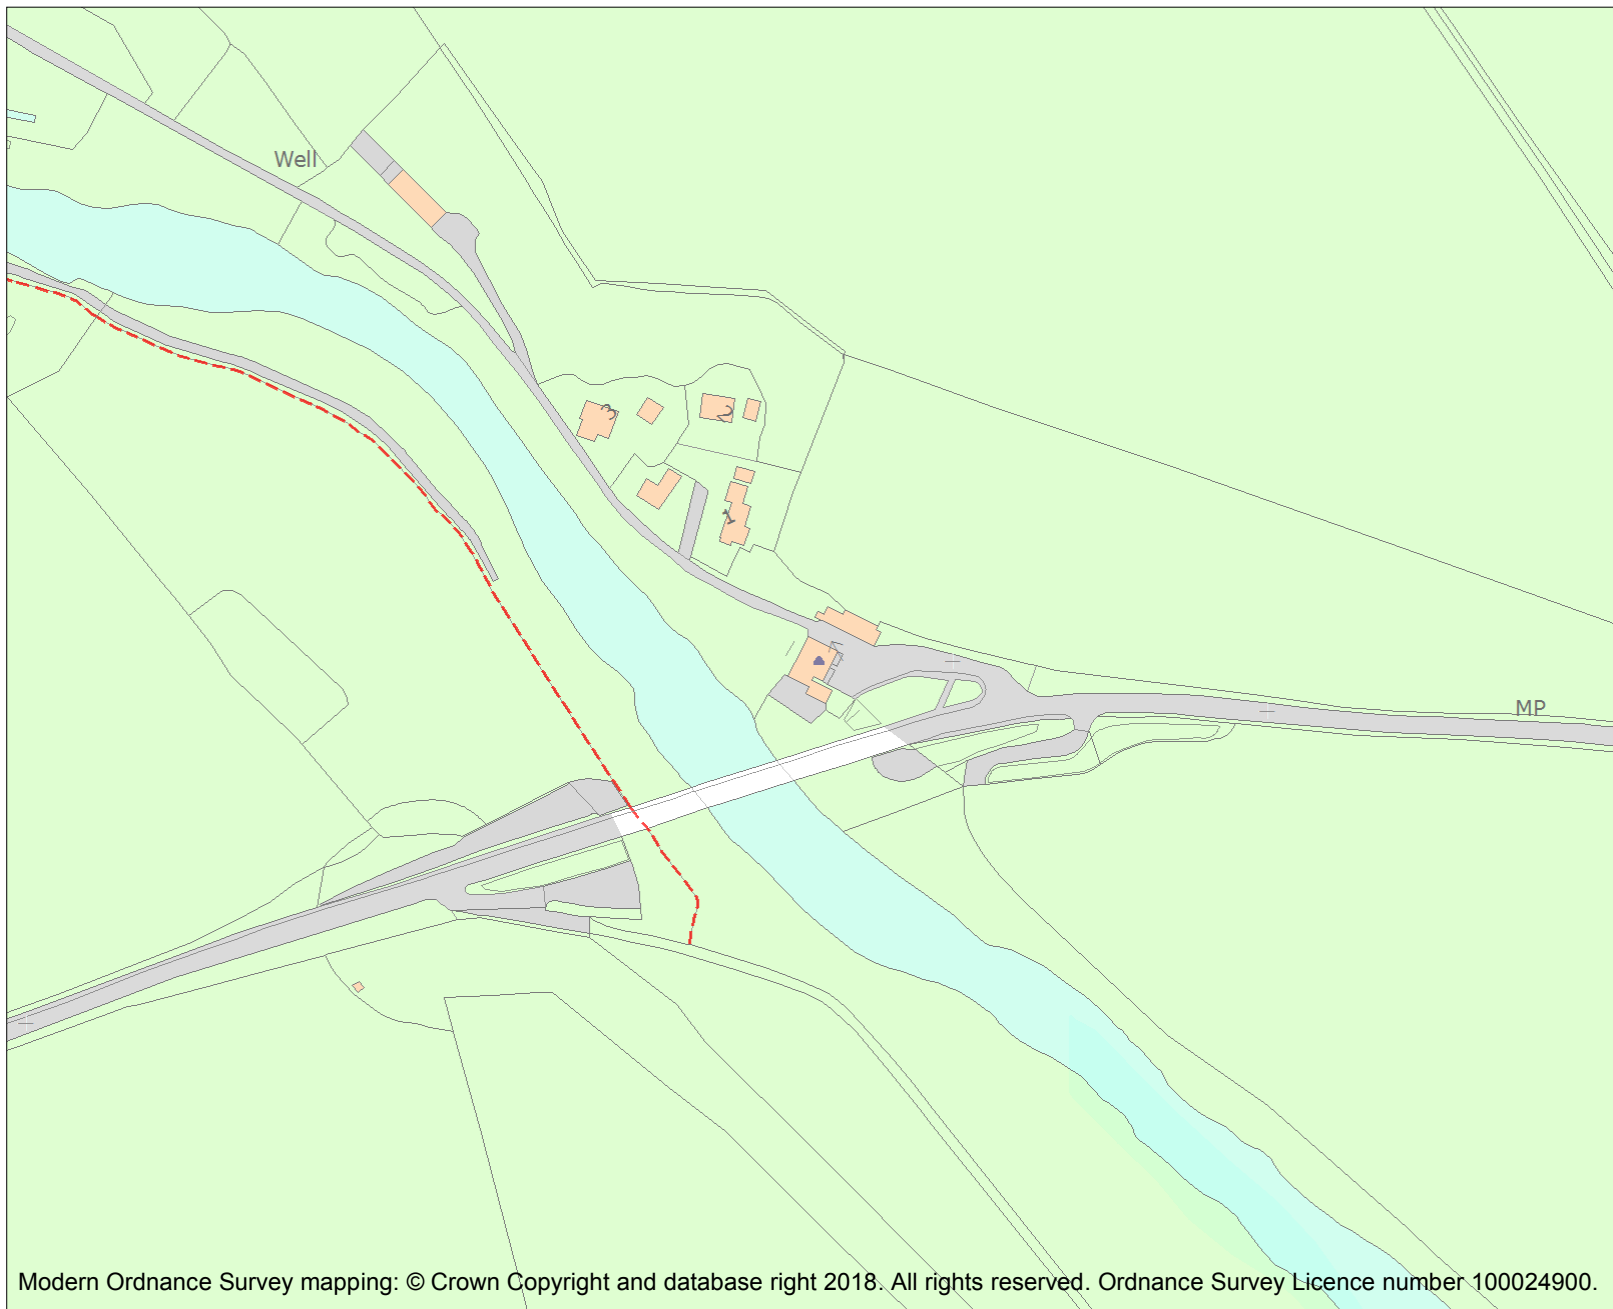 Well
3
2
1
MP
Modern Ordnance Survey mapping: © Crown Copyright and database right 2018. All rights reserved. Ordnance Survey Licence number 100024900.